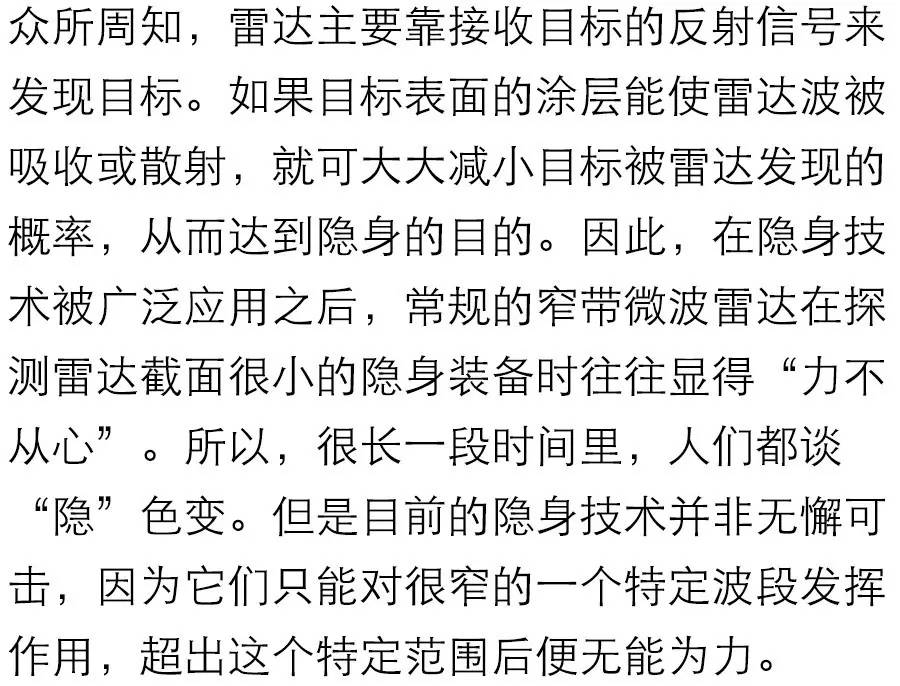 众所周知，雷达主要靠接收目标的反射信号来
发现目标。如果目标表面的涂层能使雷达波被
吸收或散射，就可大大减小目标被雷达发现的
概率，从而达到隐身的目的。因此，在隐身技
术被广泛应用之后，常规的窄带微波雷达在探
测雷达截面很小的隐身装备时往往显得“力不
从心”。所以，很长一段时间里，人们都谈
“隐”色变。但是目前的隐身技术并非无懈可
击，因为它们只能对很窄的一个特定波段发挥
作用，超出这个特定范围后便无能为力。